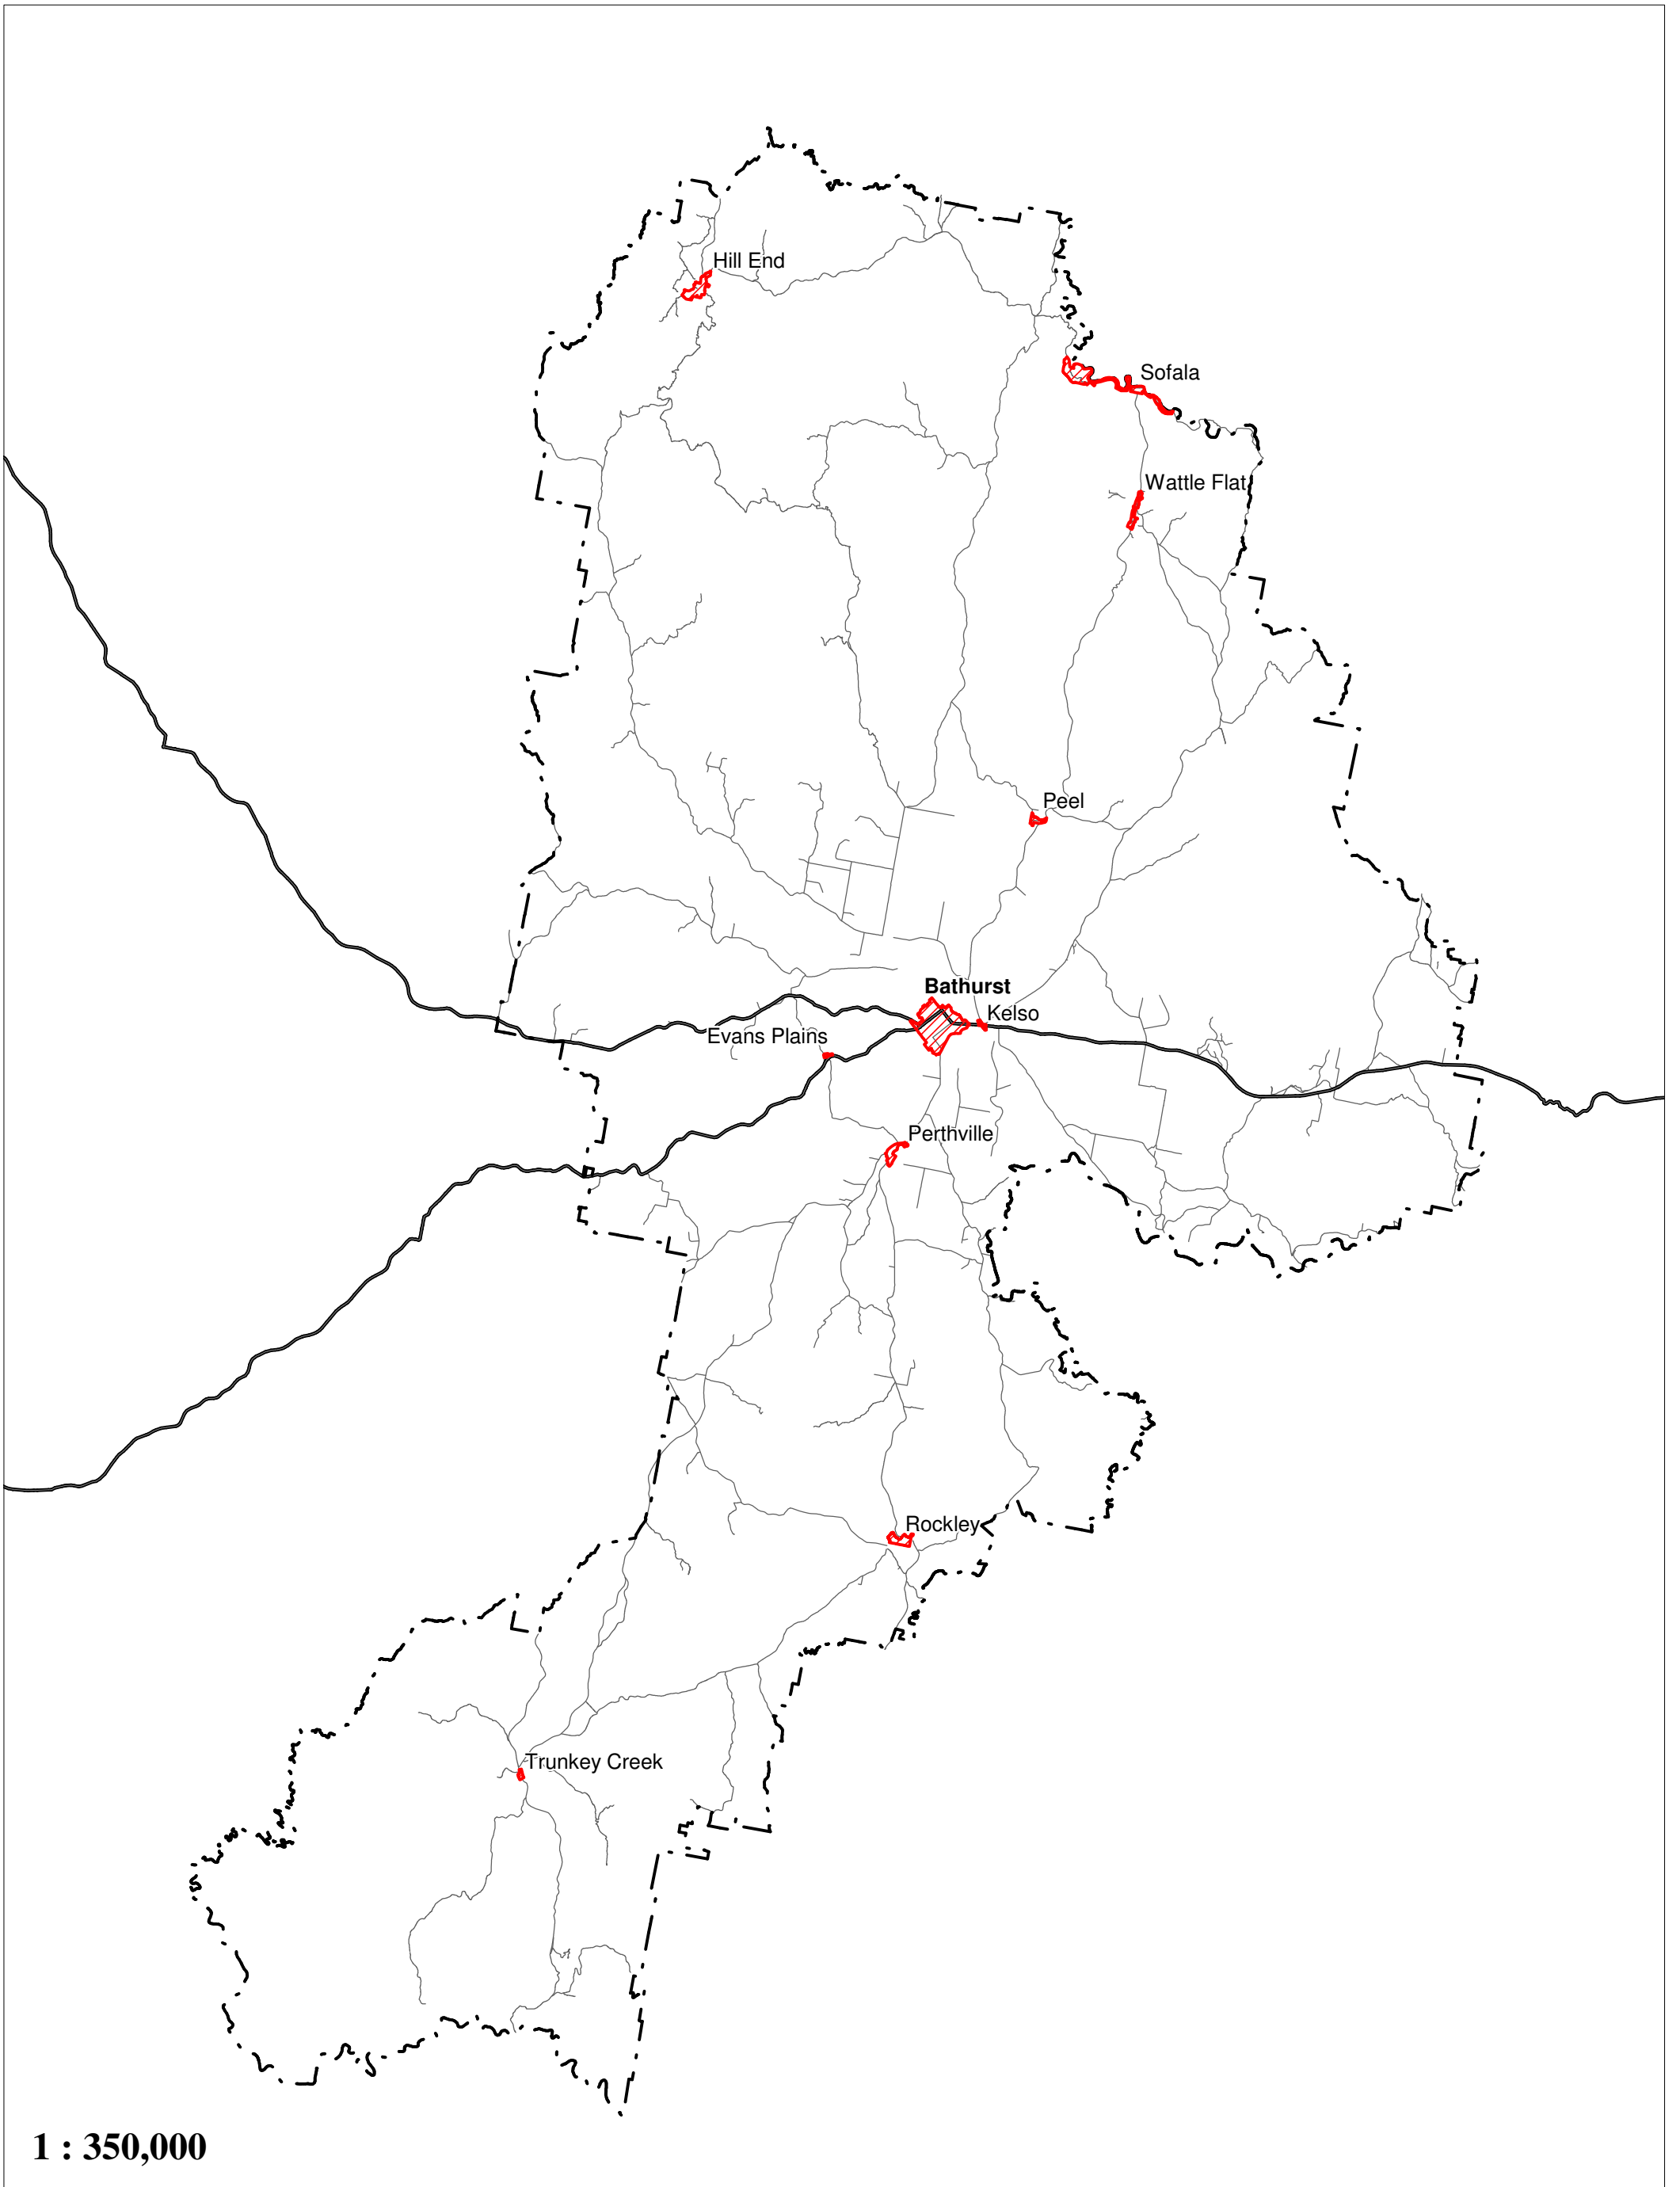 Hill End
Sofala
Wattle Flat
Peel
Bathurst
Kelso
Evans Plains
Perthville
Rockley
Trunkey Creek
1 : 350,000